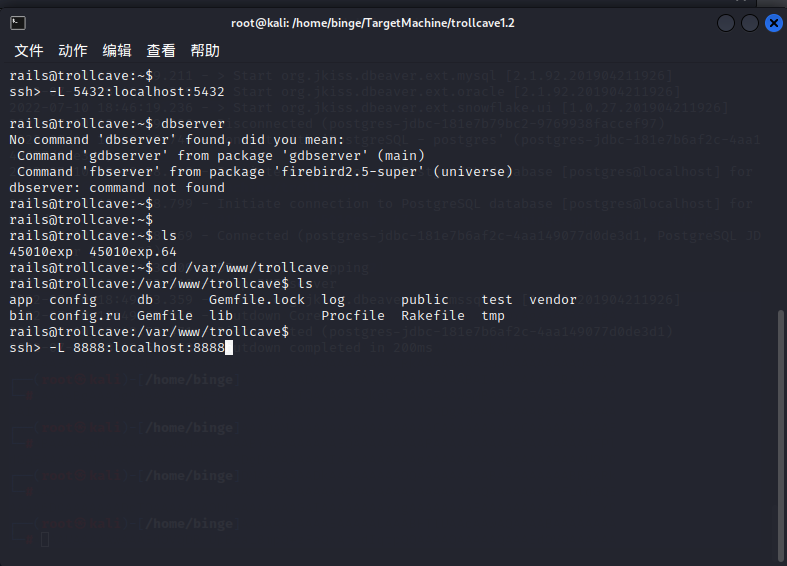 root@kali: /home/binge/TargetMachine/trollcave1.2
文件 动作 编辑 查看 帮助
rails@trollcave:~$
ssh> -L 5432:localhost:5432
rails@trollcave:~$ dbserver
No command 'dbserver' found, did you mean:
 Command 'gdbserver' from package 'gdbserver' (main)
 Command 'fbserver' from package 'firebird2.5-super' (universe)
dbserver: command not found
rails@trollcave:~$
rails@trollcave:~$
rails@trollcave:~$ ls
45010exp  45010exp.64
rails@trollcave:~$ cd /var/www/trollcave
rails@trollcave:/var/www/trollcave$ ls
app  config     db       Gemfile.lock  log       public    test  vendor
bin  config.ru  Gemfile  lib           Procfile  Rakefile  tmp
rails@trollcave:/var/www/trollcave$
ssh> -L 8888:localhost:8888
/home/binge
/home/binge
/home/binge
/home/binge